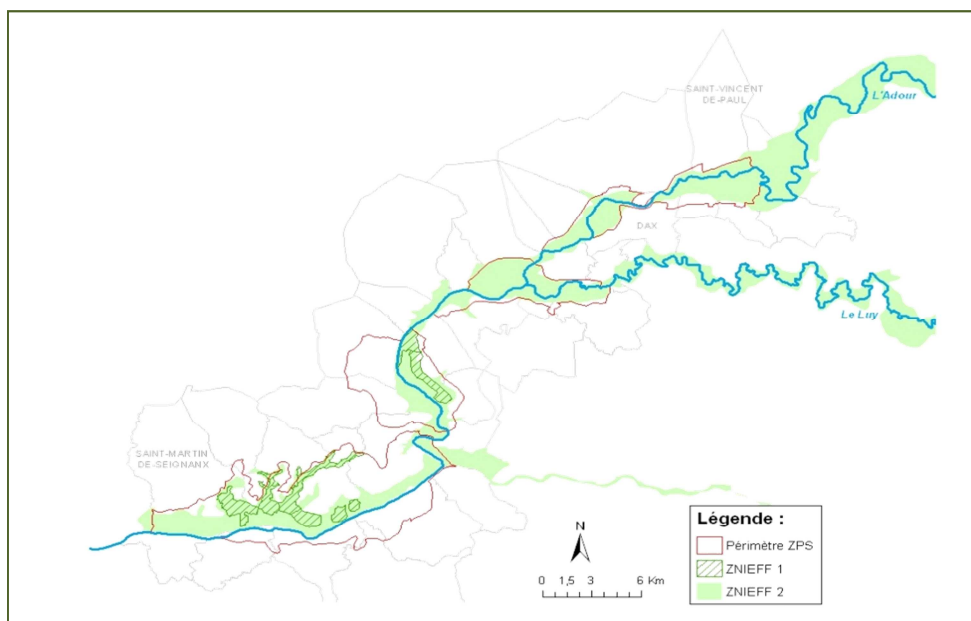 SAINT-VINCENT
DE-PAUL
L'Adour
DAX
Le Luy
SAINT-MARTIN
DE-SEIGNANX
N
0 1,5 3 6 Km
Légende :
Périmètre ZPS
ZNIEFF 1
ZNIEFF 2